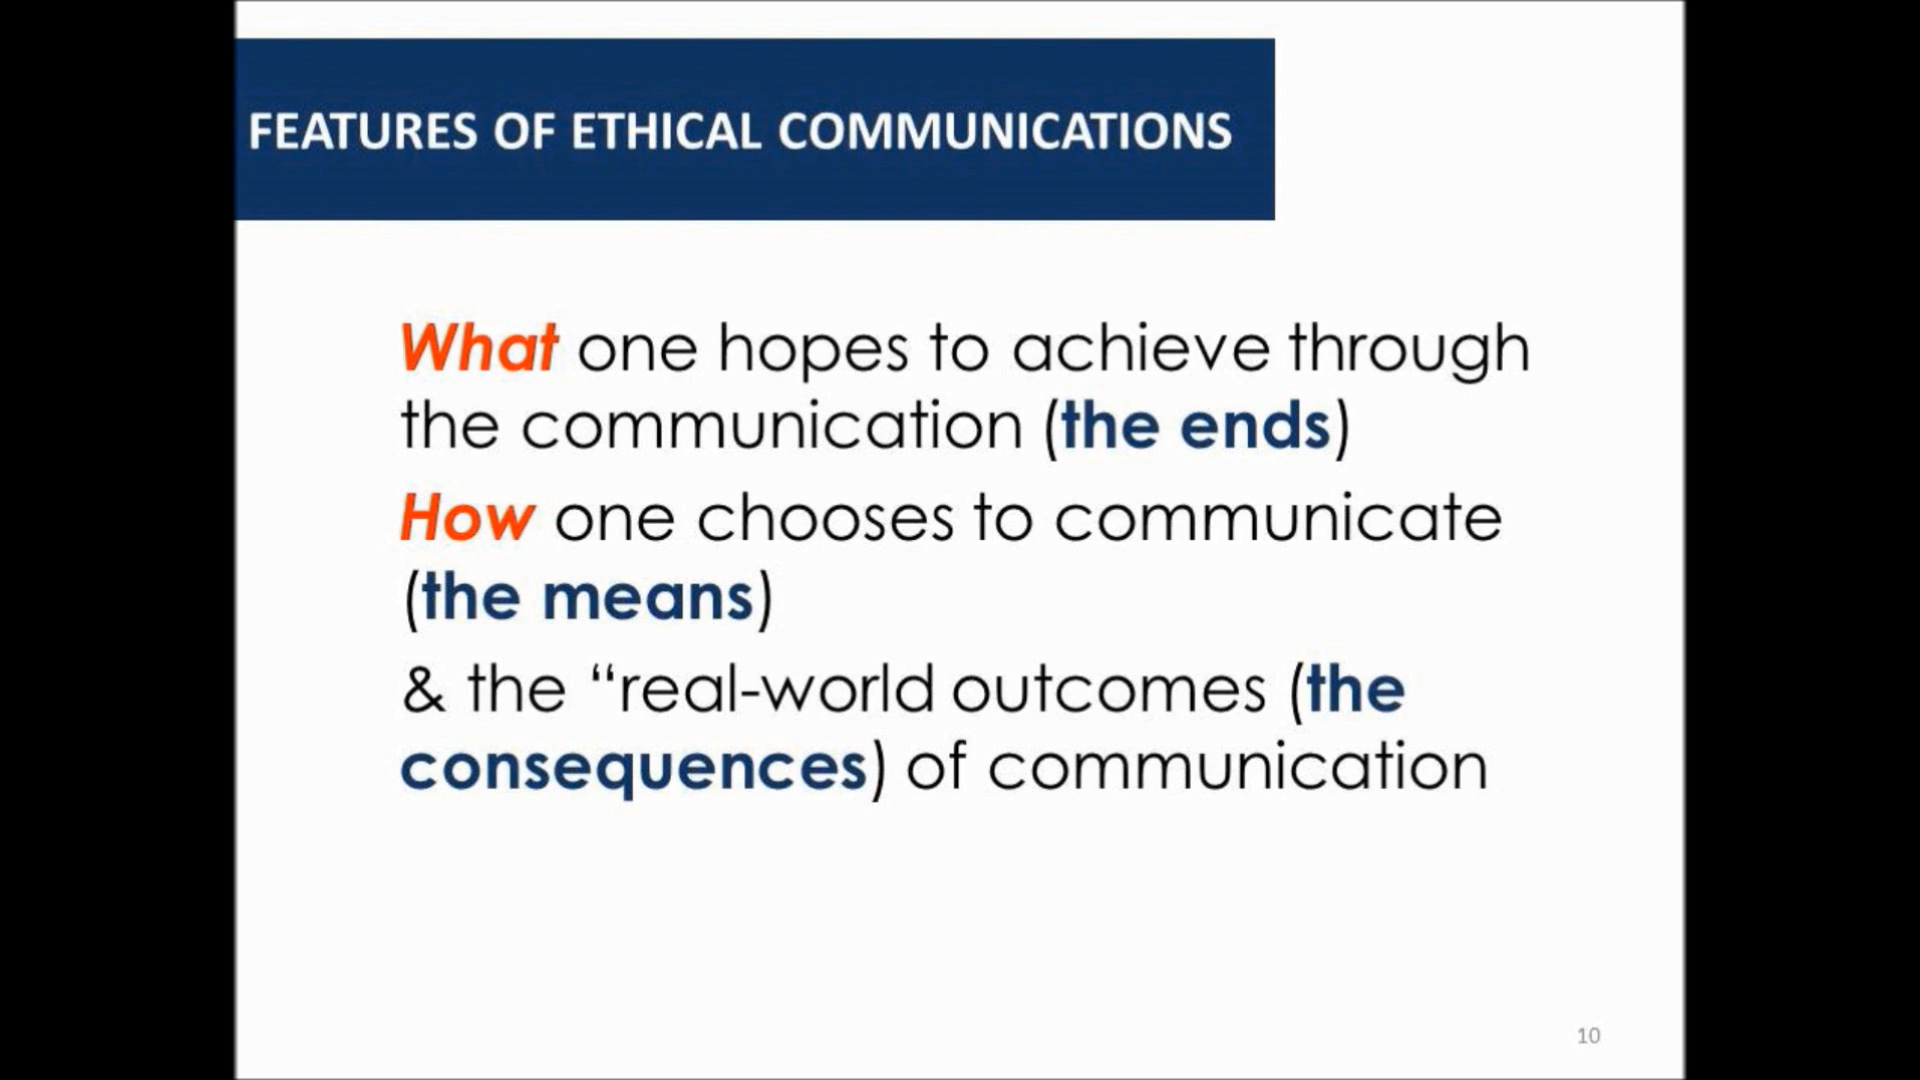 FEATURES OF ETHICAL COMMUNICATIONS
What one hopes to achieve through
the communication (the ends)
How one chooses to communicate
(the means)
& the “real-world outcomes (the
consequences) of communication
10